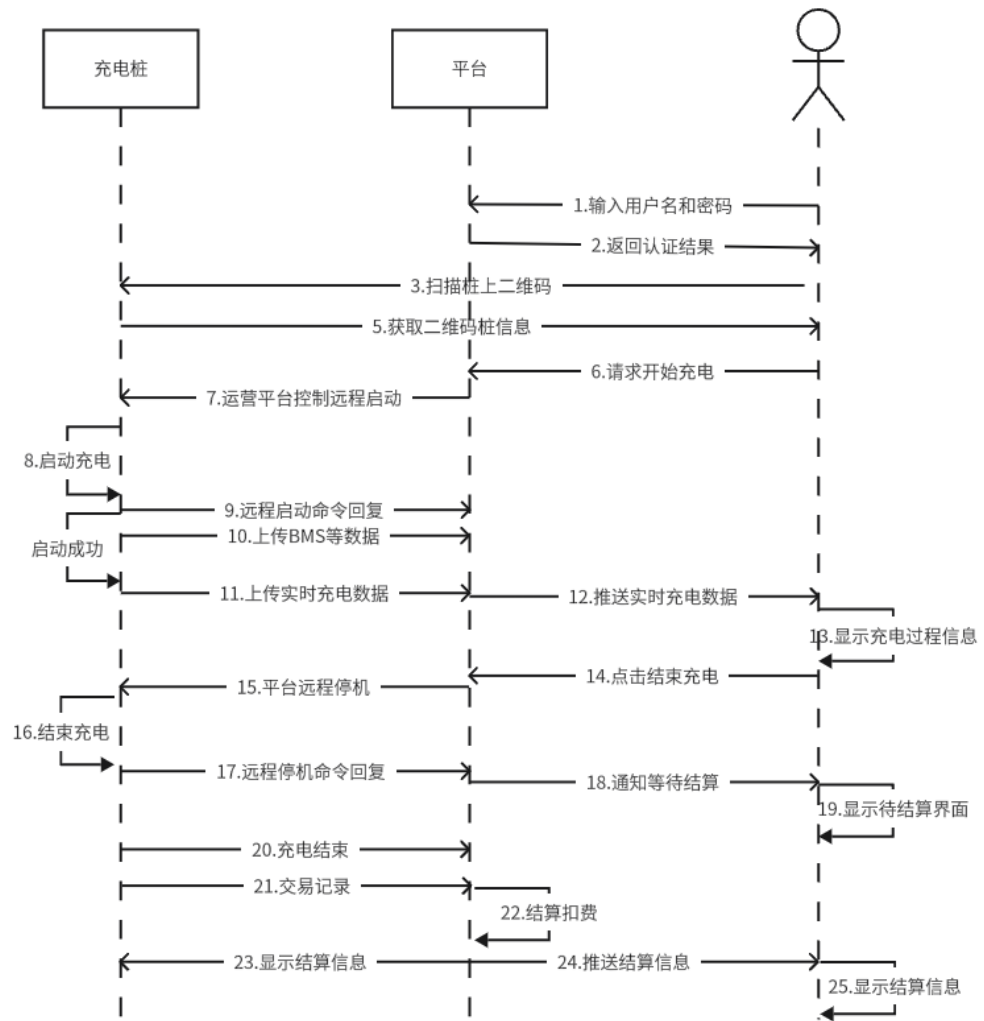 充电桩
平台
1.输入用户名和密码
2.返回认证结果
3.扫描桩上二维码
5.获取二维码桩信息
6.请求开始充电
7.运营平台控制远程启动
8.启动充电
9.远程启动命令回复
10.上传BMS等数据
启动成功
11.上传实时充电数据
12.推送实时充电数据
13.显示充电过程信息
14.点击结束充电
15.平台远程停机
16.结束充电
17.远程停机命令回复
18.通知等待结算
19.显示待结算界面
20.充电结束
21.交易记录
22.结算扣费
23.显示结算信息
24.推送结算信息
25.显示结算信息